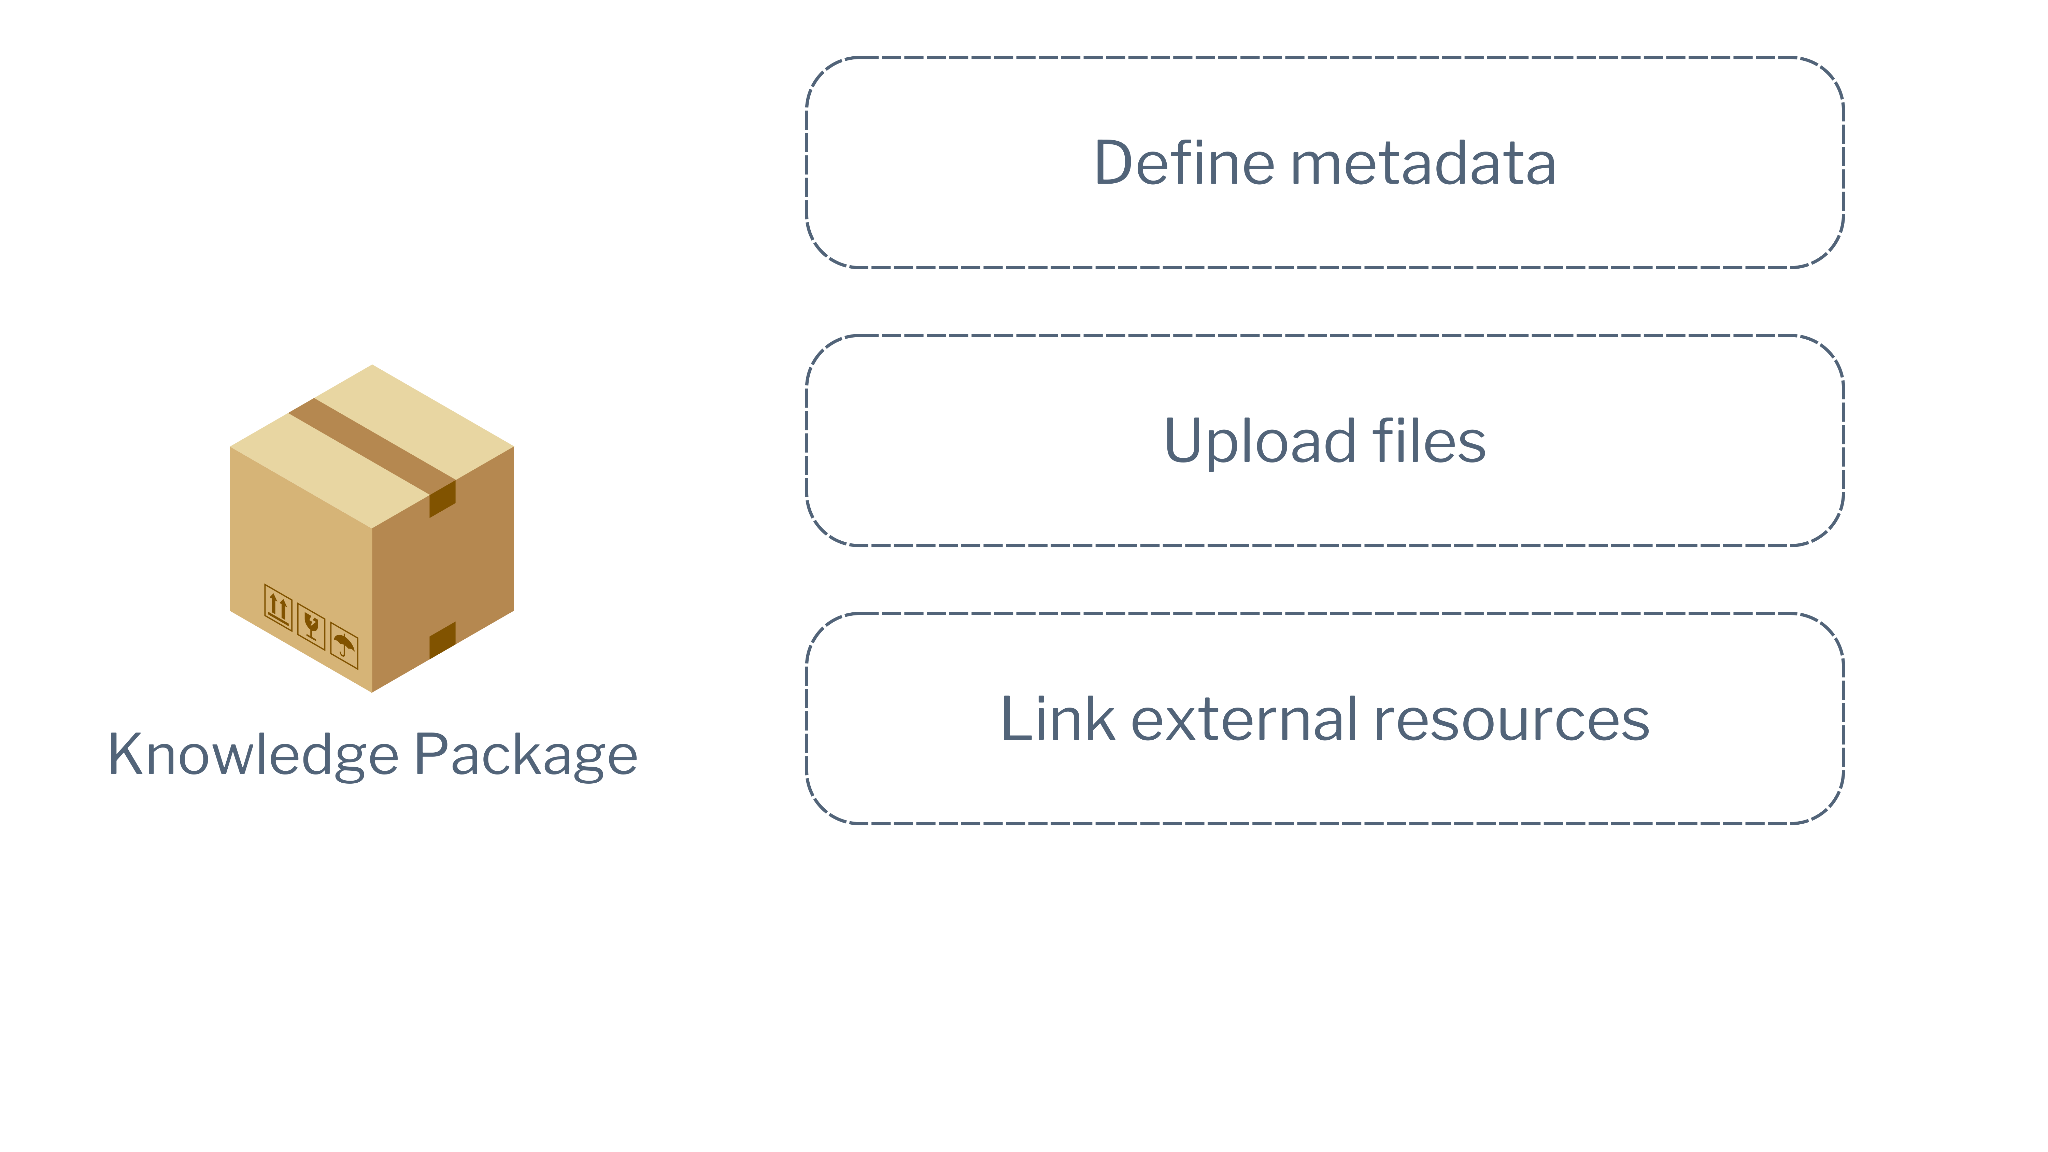 Define metadata
Upload files
Link external resources
Knowledge Package